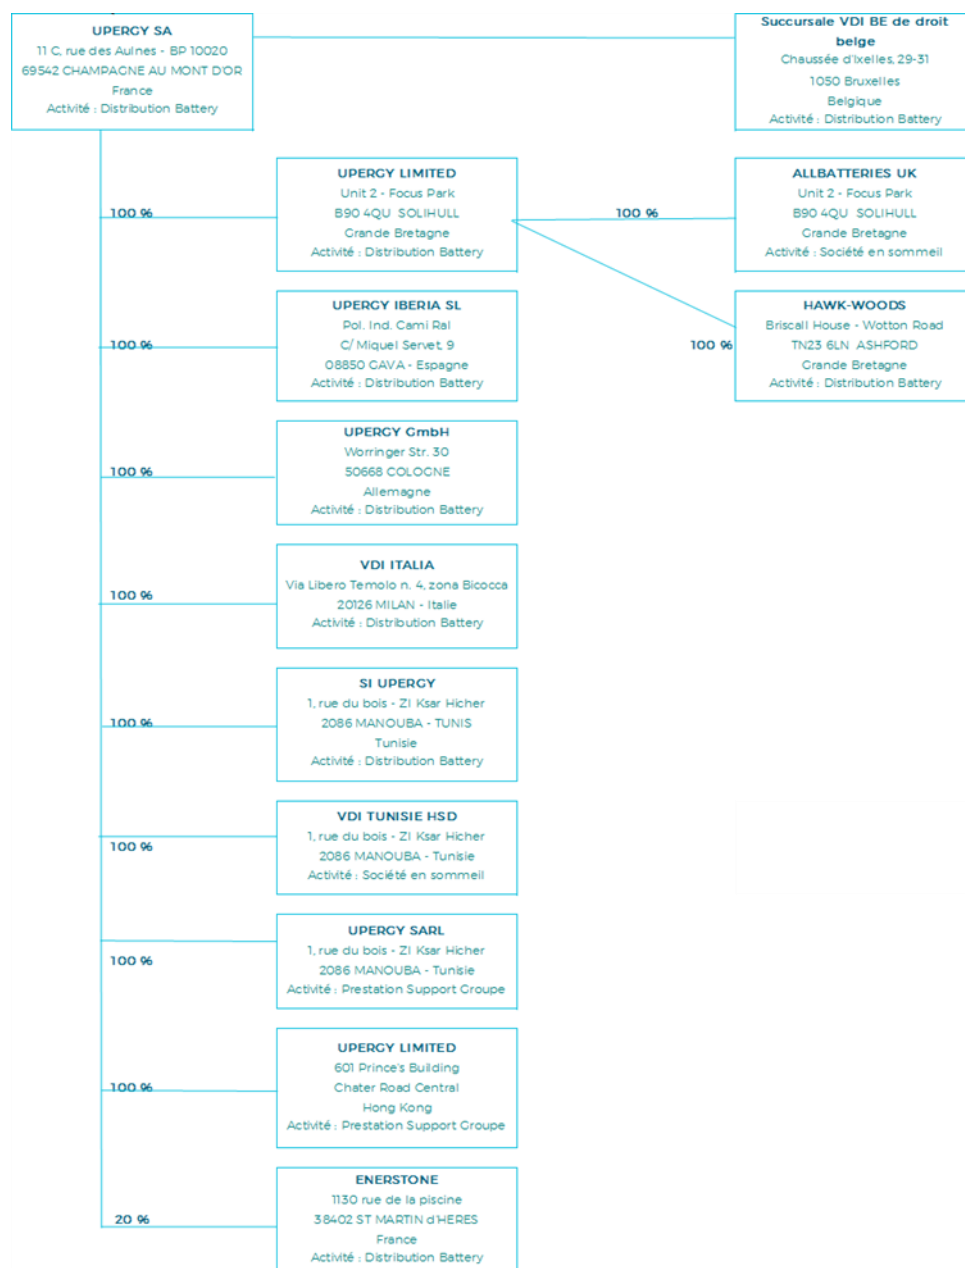 UPERGY SA
11 C, rue des Aulnes - BP 10020
69542 CHAMPAGNE AU MONT D'OR
France
Activité : Distribution Battery
Succursale VDI BE de droit
belge
Chaussée d'Ixelles, 29-31
1050 Bruxelles
Belgique
Activité : Distribution Battery
100 %
UPERGY LIMITED
Unit 2 - Focus Park
B90 4QU SOLIHULL
Grande Bretagne
Activité : Distribution Battery
100 %
ALLBATTERIES UK
Unit 2 - Focus Park
B90 4QU SOLIHULL
Grande Bretagne
Activité : Société en sommeil
100 %
UPERGY IBERIA SL
Pol. Ind. Cami Ral
C/ Miquel Servet, 9
08850 GAVA - Espagne
Activité : Distribution Battery
100 %
HAWK-WOODS
Briscall House - Wotton Road
TN23 6LN ASHFORD
Grande Bretagne
Activité : Distribution Battery
100 %
UPERGY GmbH
Worringer Str. 30
50668 COLOGNE
Allemagne
Activité : Distribution Battery
100 %
VDI ITALIA
Via Libero Temolo n. 4, zona Bicocca
20126 MILAN - Italie
Activité : Distribution Battery
100 %
SI UPERGY
1, rue du bois - ZI Ksar Hicher
2086 MANOUBA - TUNIS
Tunisie
Activité : Distribution Battery
100 %
VDI TUNISIE HSD
1, rue du bois - ZI Ksar Hicher
2086 MANOUBA - Tunisie
Activité : Société en sommeil
100 %
UPERGY SARL
1, rue du bois - ZI Ksar Hicher
2086 MANOUBA - Tunisie
Activité : Prestation Support Groupe
100 %
UPERGY LIMITED
601 Prince's Building
Chater Road Central
Hong Kong
Activité : Prestation Support Groupe
20 %
ENERSTONE
1130 rue de la piscine
38402 ST MARTIN d'HERES
France
Activité : Distribution Battery